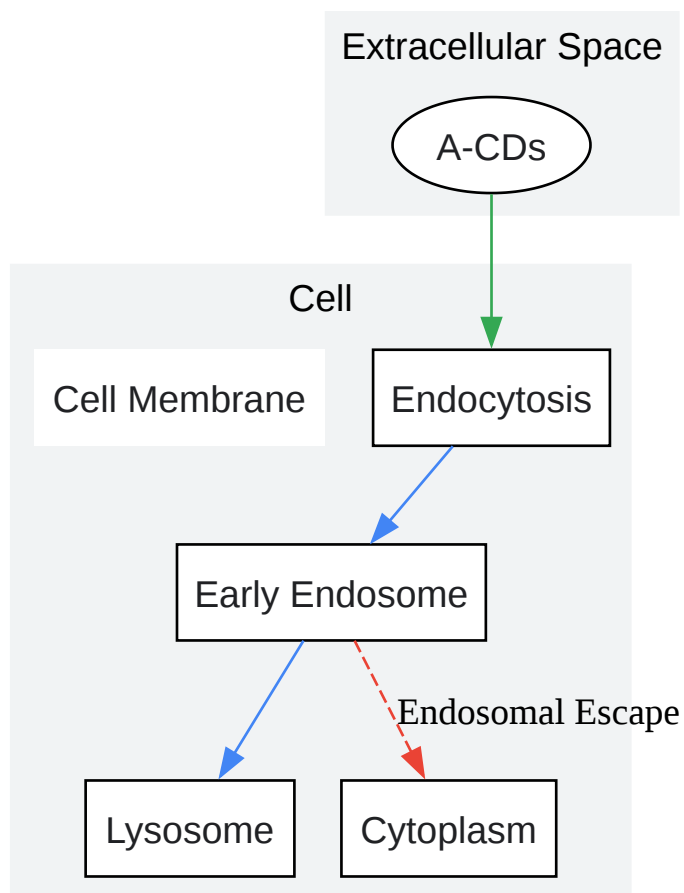 Extracellular Space
A-CDs
Cell
Cell Membrane
Endocytosis
Early Endosome
Endosomal Escape
Lysosome
Cytoplasm